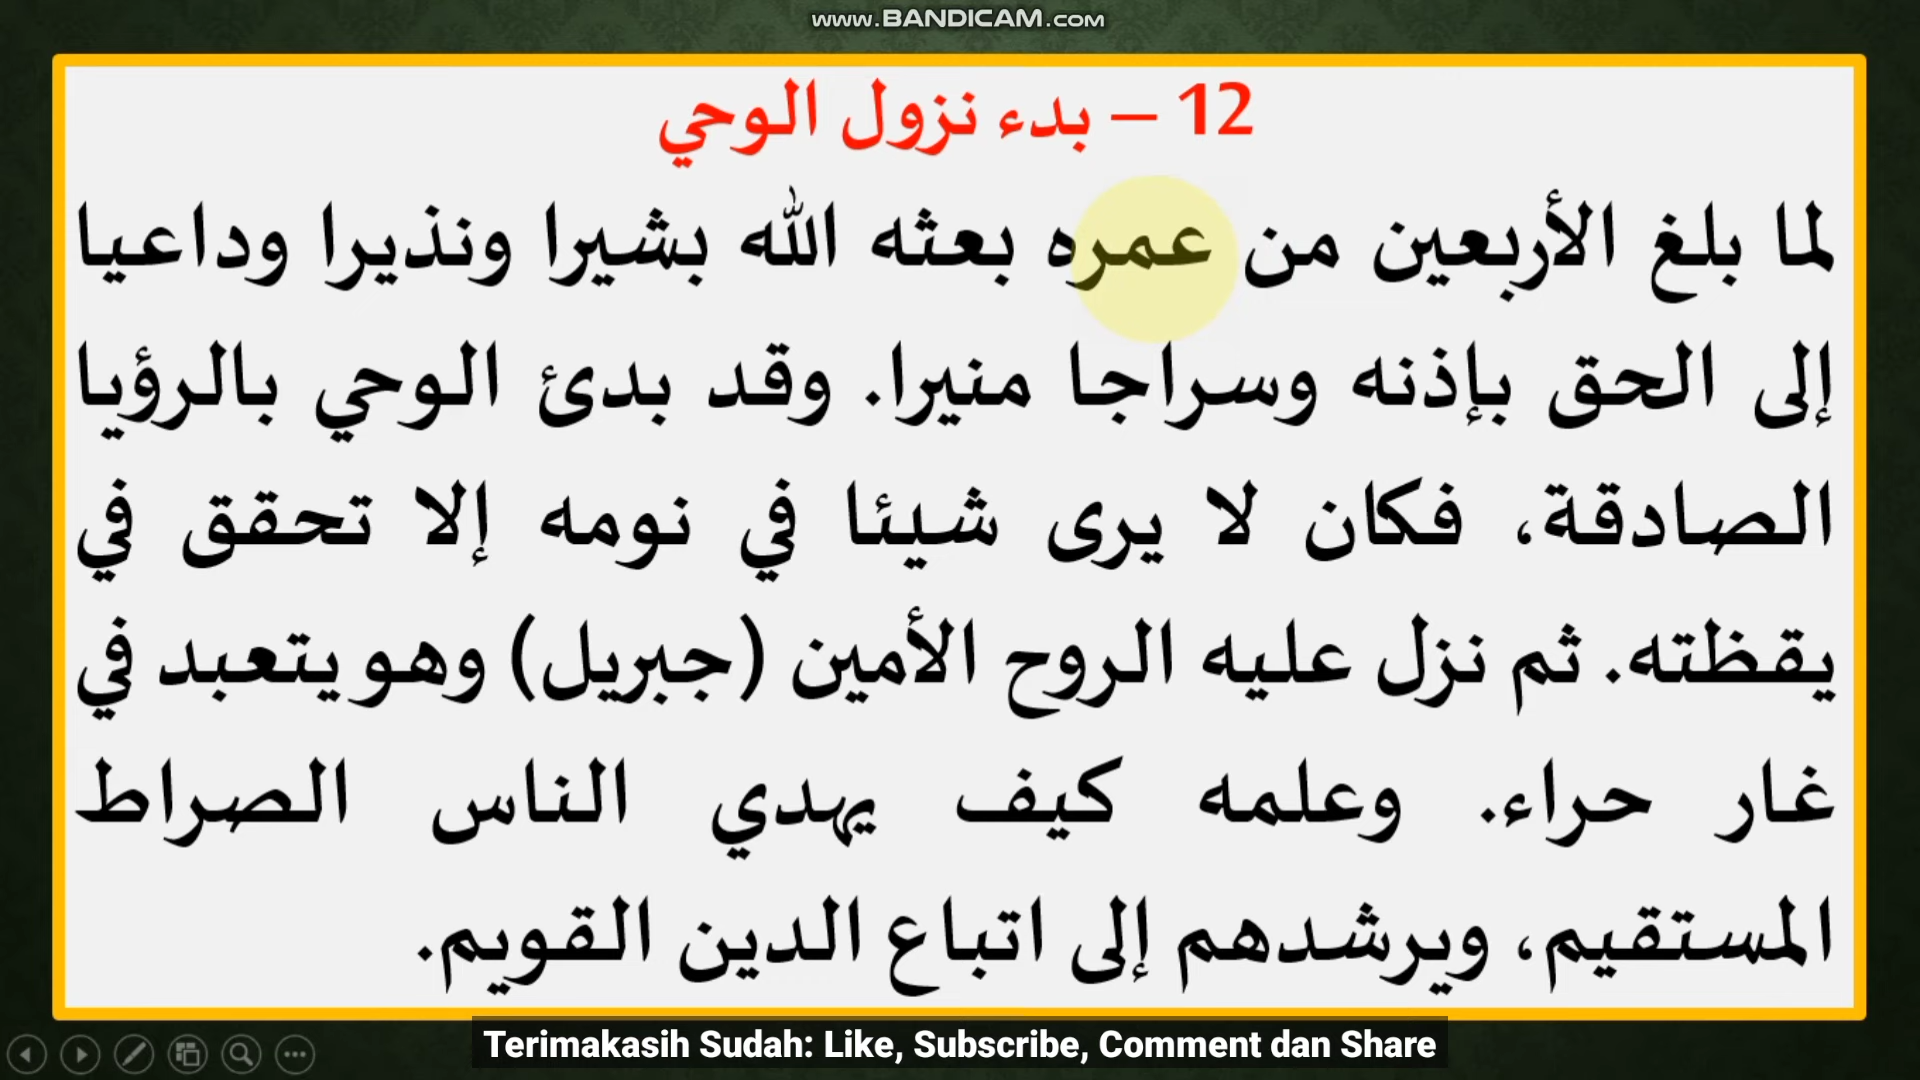 www.BANDICAM.com
12 – بدء نزول الوحي
لما بلغ الأربعين من عمره بعثه الله بشيرا ونذيرا وداعيا
إلى الحق بإذنه وسراجا منيرا. وقد بدئ الوحي بالرؤيا
الصادقة، فكان لا يرى شيئا في نومه إلا تحقق في
يقظته. ثم نزل عليه الروح الأمين (جبريل) وهو يتعبد في
غار حراء. وعلمه كيف يهدي الناس الصراط
المستقيم، ويرشدهم إلى اتباع الدين القويم.
Terimakasih Sudah: Like, Subscribe, Comment dan Share